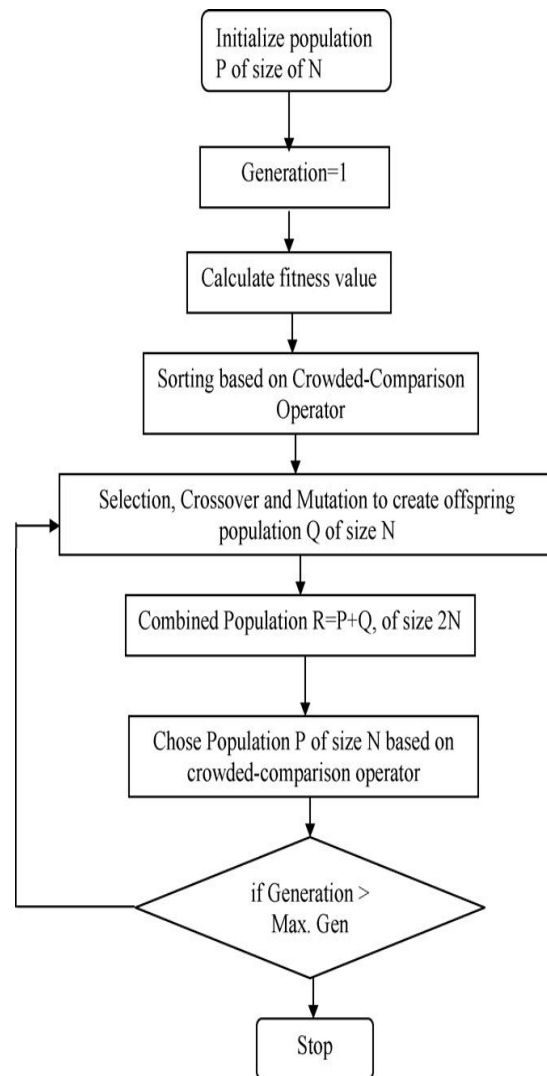 Initialize population
P of size of N
Generation=1
Calculate fitness value
Sorting based on Crowded-Comparison
Operator
Selection, Crossover and Mutation to create offspring
population Q of size N
Combined Population R=P+Q, of size 2N
Chose Population P of size N based on
crowded-comparison operator
if Generation >
Max. Gen
Stop